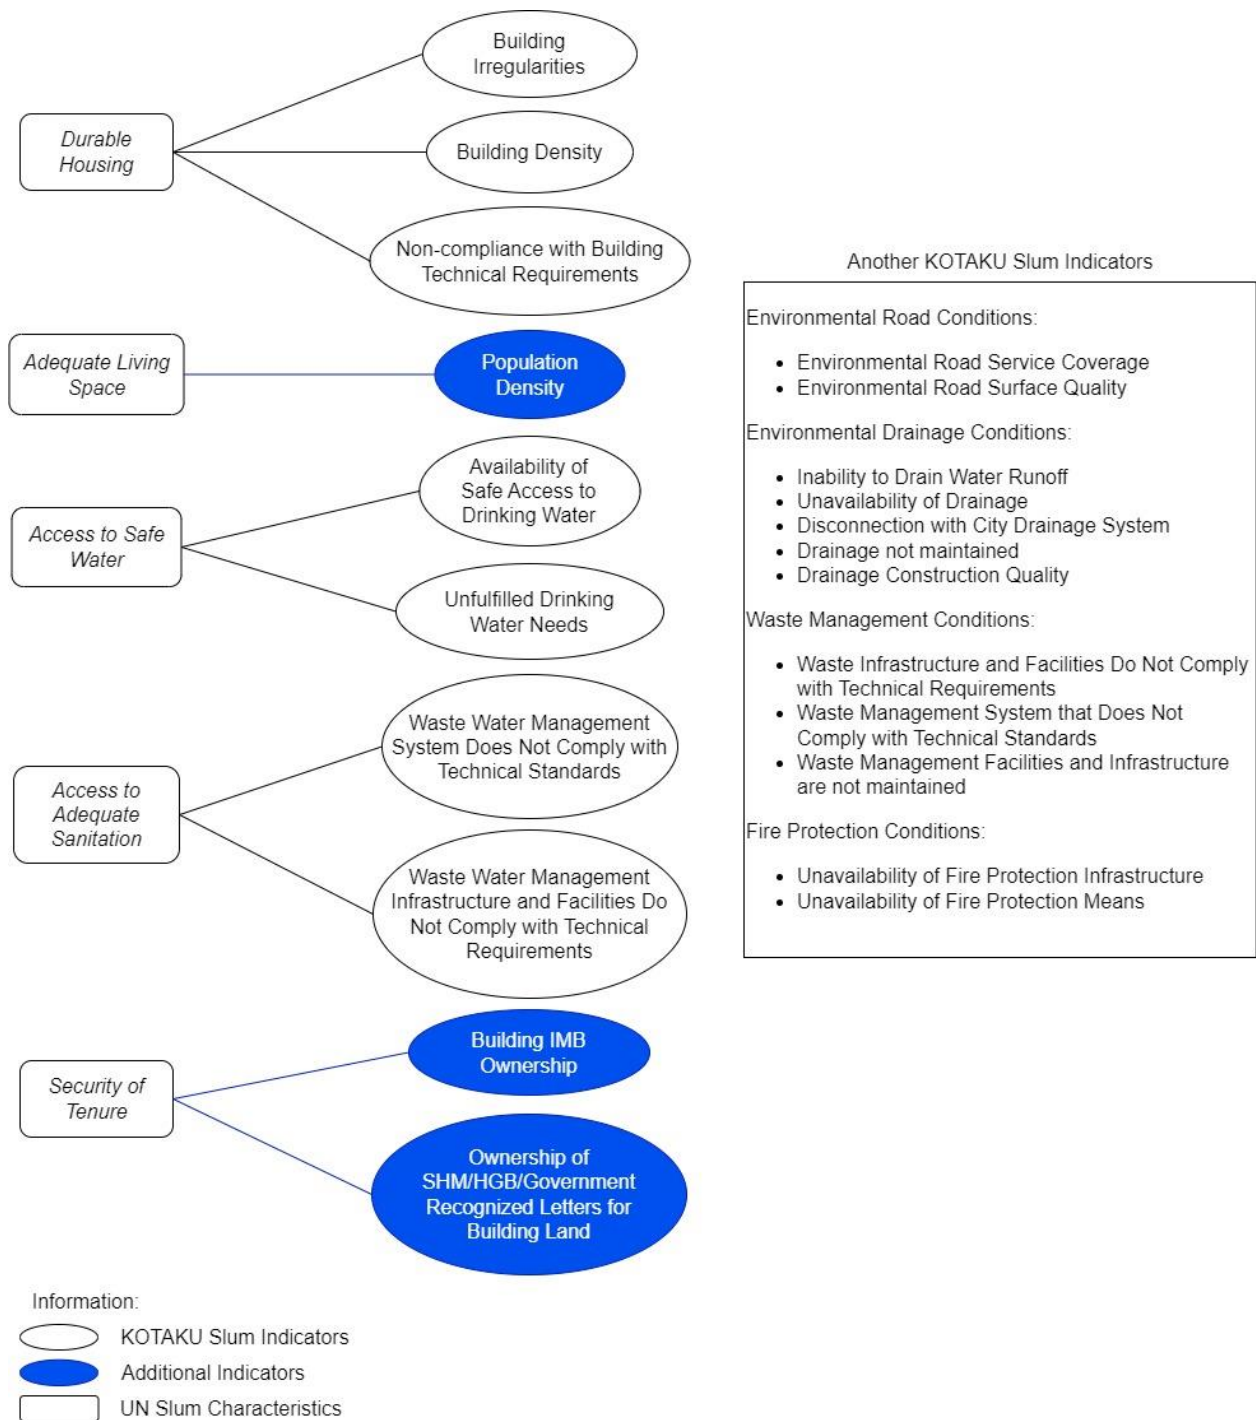 Building
Irregularities
Durable
Housing
Building Density
Non-compliance with Building
Technical Requirements
Adequate Living
Space
Population
Density
Availability of
Safe Access to
Drinking Water
Access to Safe
Water
Unfulfilled Drinking
Water Needs
Waste Water Management
System Does Not Comply with
Technical Standards
Access to
Adequate
Sanitation
Waste Water Management
Infrastructure and Facilities Do
Not Comply with Technical
Requirements
Building IMB
Ownership
Security of
Tenure
Ownership of
SHM/HGB/Government
Recognized Letters for
Building Land
Another KOTAKU Slum Indicators
Environmental Road Conditions:
• Environmental Road Service Coverage
• Environmental Road Surface Quality
Environmental Drainage Conditions:
• Inability to Drain Water Runoff
• Unavailability of Drainage
• Disconnection with City Drainage System
• Drainage not maintained
• Drainage Construction Quality
Waste Management Conditions:
• Waste Infrastructure and Facilities Do Not Comply
with Technical Requirements
• Waste Management System that Does Not
Comply with Technical Standards
• Waste Management Facilities and Infrastructure
are not maintained
Fire Protection Conditions:
• Unavailability of Fire Protection Infrastructure
• Unavailability of Fire Protection Means
Information:
KOTAKU Slum Indicators
Additional Indicators
UN Slum Characteristics